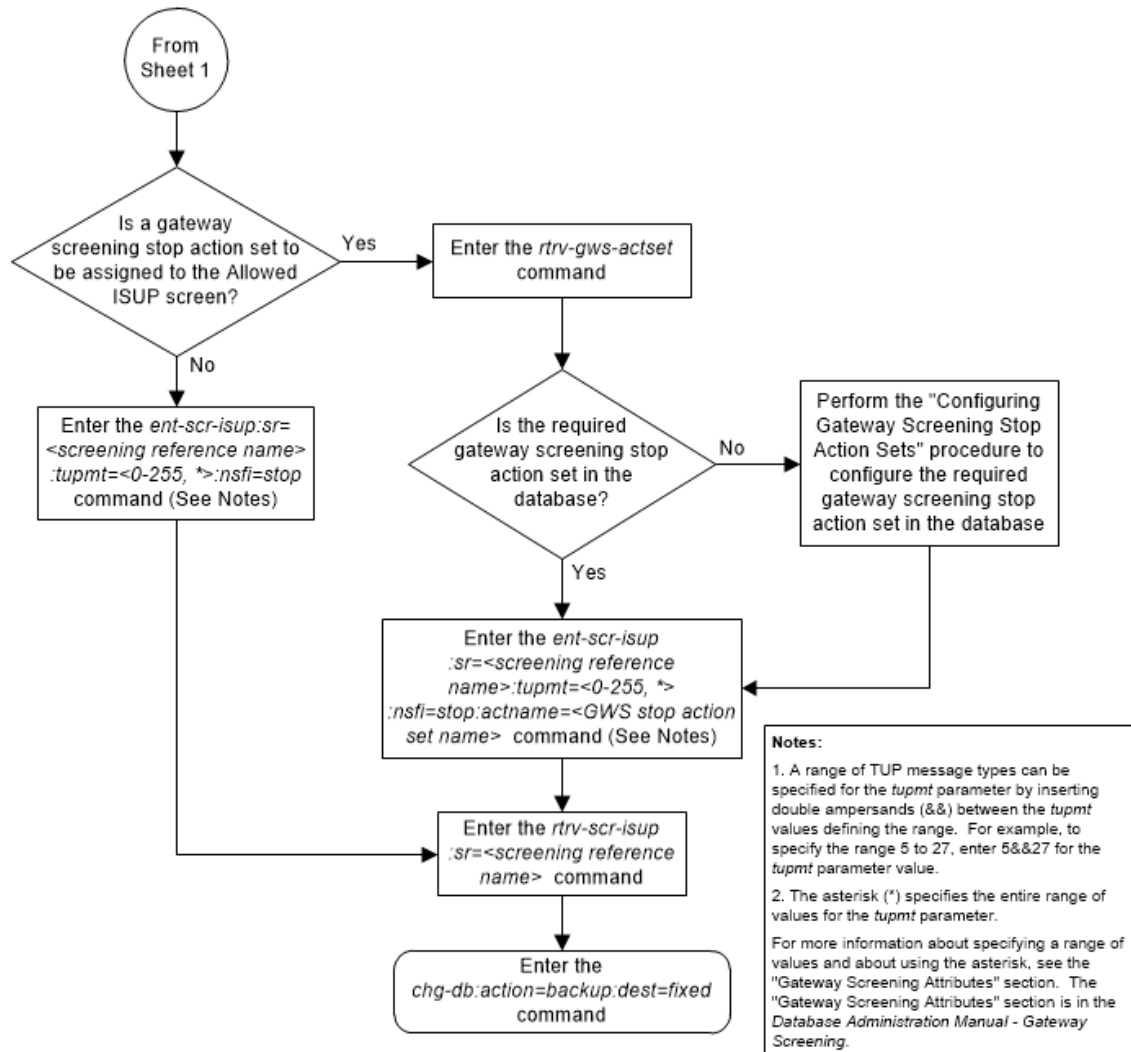 From
Sheet 1
Is a gateway
screening stop action set to
be assigned to the Allowed
ISUP screen?
Yes
Enter the rtrv-gws-actset
command
No
Enter the ent-scr-isup:sr=
<screening reference name>
:tupmt=<0-255, *>:nsfi=stop
command (See Notes)
Is the required
gateway screening stop
action set in the
database?
No
Perform the "Configuring
Gateway Screening Stop
Action Sets" procedure to
configure the required
gateway screening stop
action set in the database
Yes
Enter the ent-scr-isup
:sr=<screening reference
name>:tupmt=<0-255, *>
:nsfi=stop:actname=<GWS stop action
set name> command (See Notes)
Enter the rtrv-scr-isup
:sr=<screening reference
name> command
Enter the
chg-db:action=backup:dest=fixed
command
Notes:
1. A range of TUP message types can be
specified for the tupmt parameter by inserting
double ampersands (&&) between the tupmt
values defining the range. For example, to
specify the range 5 to 27, enter 5&&27 for the
tupmt parameter value.
2. The asterisk (*) specifies the entire range of
values for the tupmt parameter.
For more information about specifying a range of
values and about using the asterisk, see the
"Gateway Screening Attributes" section. The
"Gateway Screening Attributes" section is in the
Database Administration Manual - Gateway
Screening.